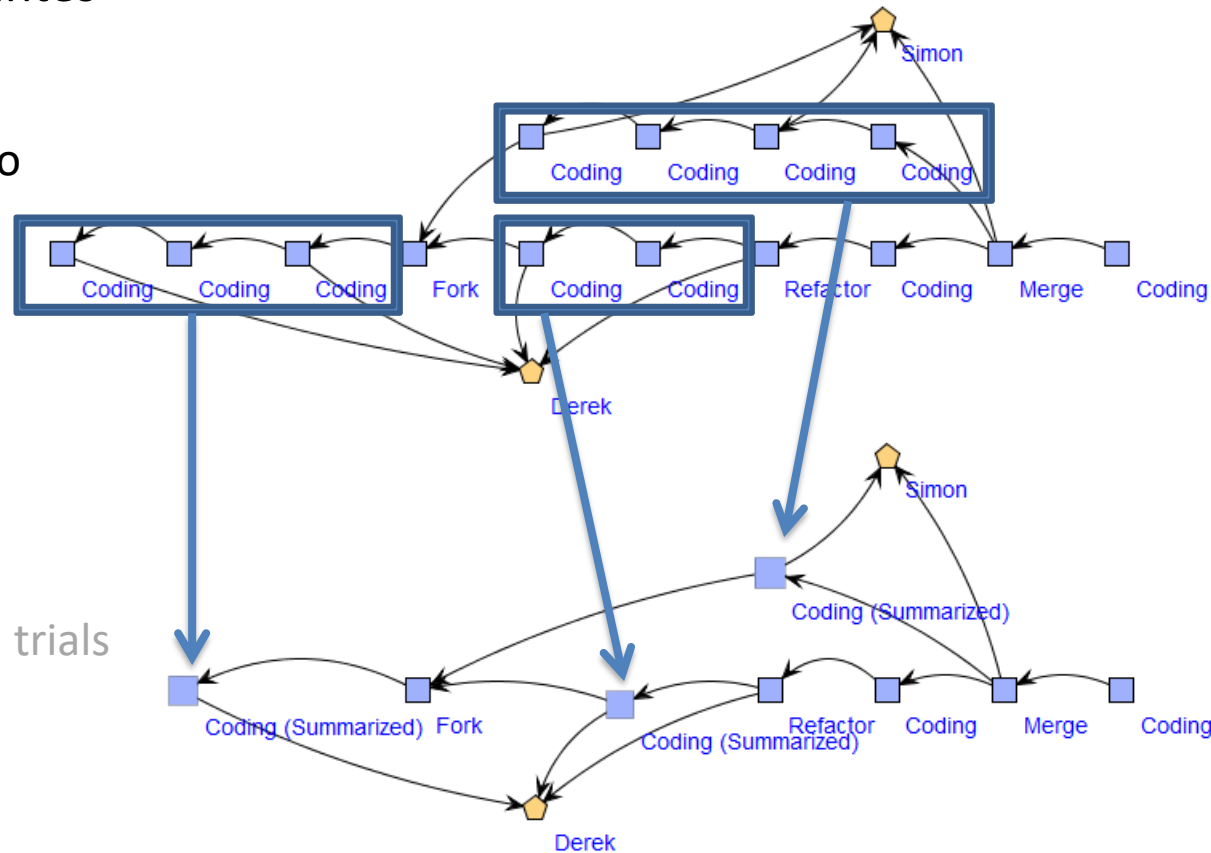 Simon
o
Coding Coding Coding Coding
Coding Coding Coding Fork Coding Coding Refactor Coding Merge Coding
Derek
Simon
Coding (Summarized)
trials
Coding (Summarized) Fork Coding (Summarized) Refactor Coding Merge Coding
Derek